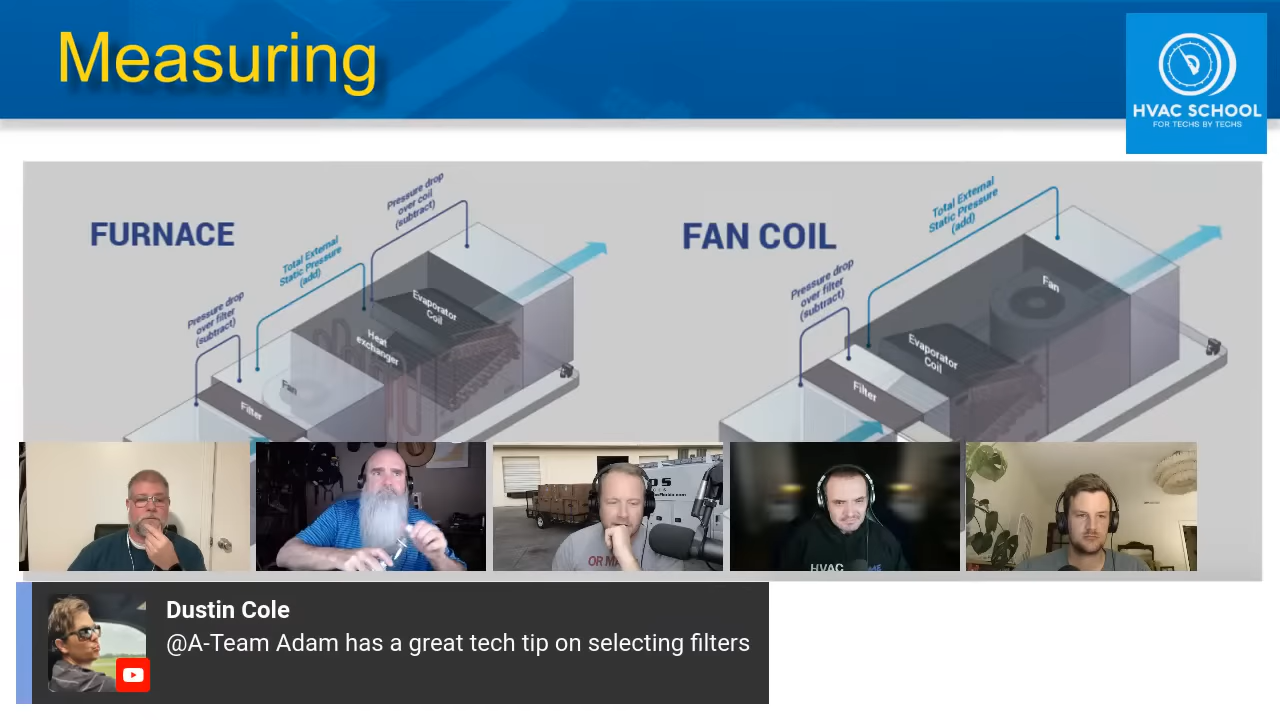 Measuring
HVAC SCHOOL
FOR TECHS BY TECHS
FURNACE
Pressure drop
over filter
(subtract)
Total External
Static Pressure
(add)
Pressure drop
over coil
(subtract)
Filter
Fan
Heat
exchanger
Evaporator
Coil
FAN COIL
Pressure drop
over filter
(subtract)
Total External
Static Pressure
(add)
Filter
Evaporator
Coil
Fan
OR
HVAC
Dustin Cole
@A-Team Adam has a great tech tip on selecting filters